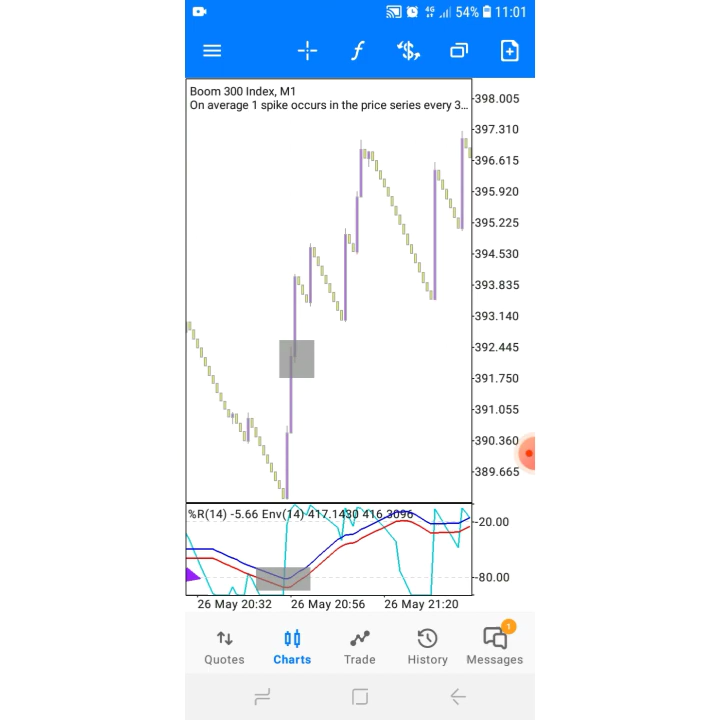 4G 54% 11:01
Boom 300 Index, M1
On average 1 spike occurs in the price series every 3...
398.005
397.310
396.615
395.920
395.225
394.530
393.835
393.140
392.445
391.750
391.055
390.360
389.665
%R(14) -5.66 Env(14) 417.1430 416.3096
-20.00
-80.00
26 May 20:32 26 May 20:56 26 May 21:20
1
Quotes Charts Trade History Messages